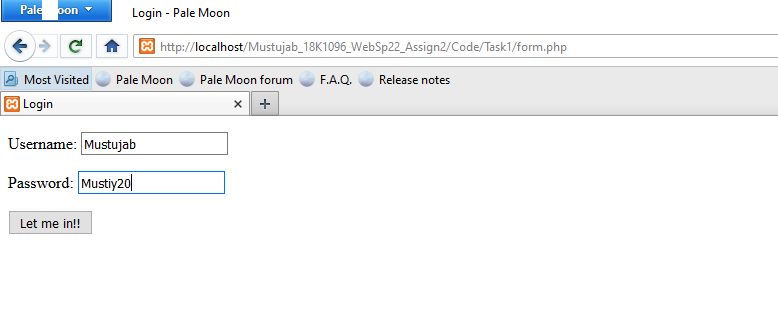 Pale Moon
Login - Pale Moon
http://localhost/Mustujab_18K1096_WebSp22_Assign2/Code/Task1/form.php
Most Visited Pale Moon Pale Moon forum F.A.Q. Release notes
Login
Username: Mustujab
Password: Mustiy20
Let me in!!